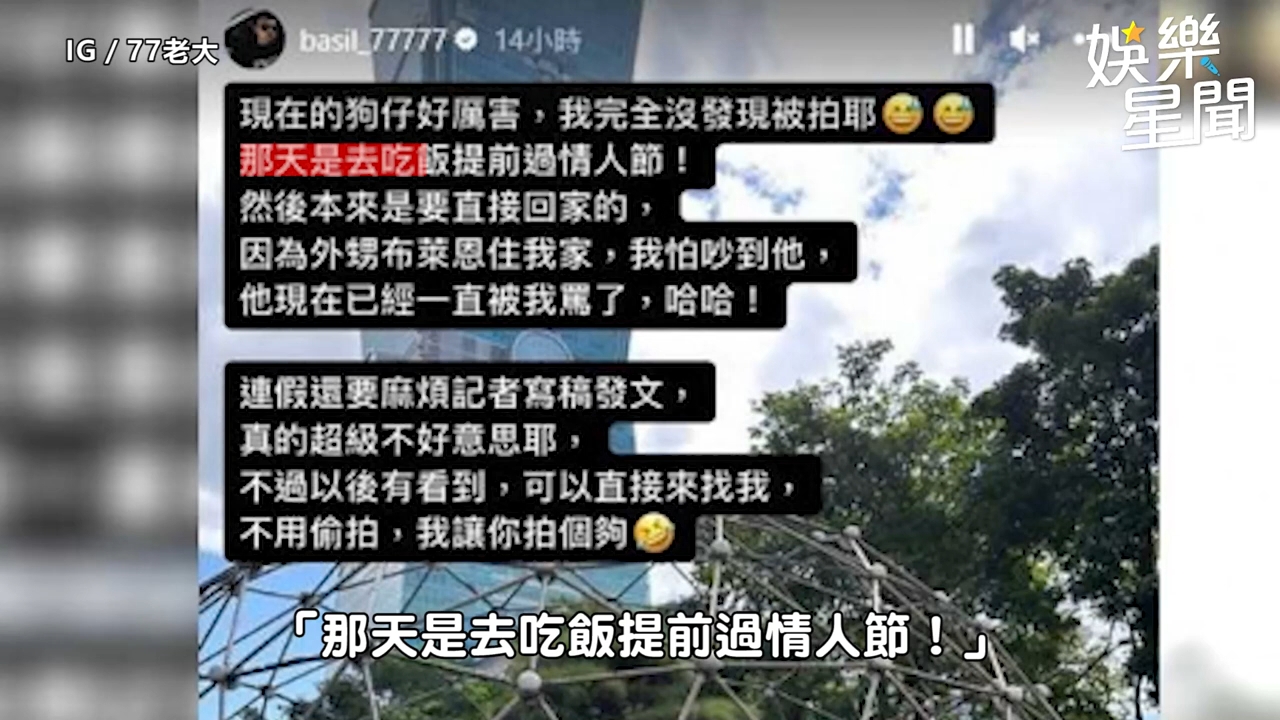 IG / 77老大
basil_77777 14小時
娛樂
星聞
現在的狗仔好厲害，我完全沒發現被拍耶😅😅
那天是去吃飯提前過情人節！
然後本來是要直接回家的，
因為外甥布萊恩住我家，我怕吵到他，
他現在已經一直被我罵了，哈哈！
連假還要麻煩記者寫稿發文，
真的超級不好意思耶，
不過以後有看到，可以直接來找我，
不用偷拍，我讓你拍個夠🤣
「那天是去吃飯提前過情人節！」